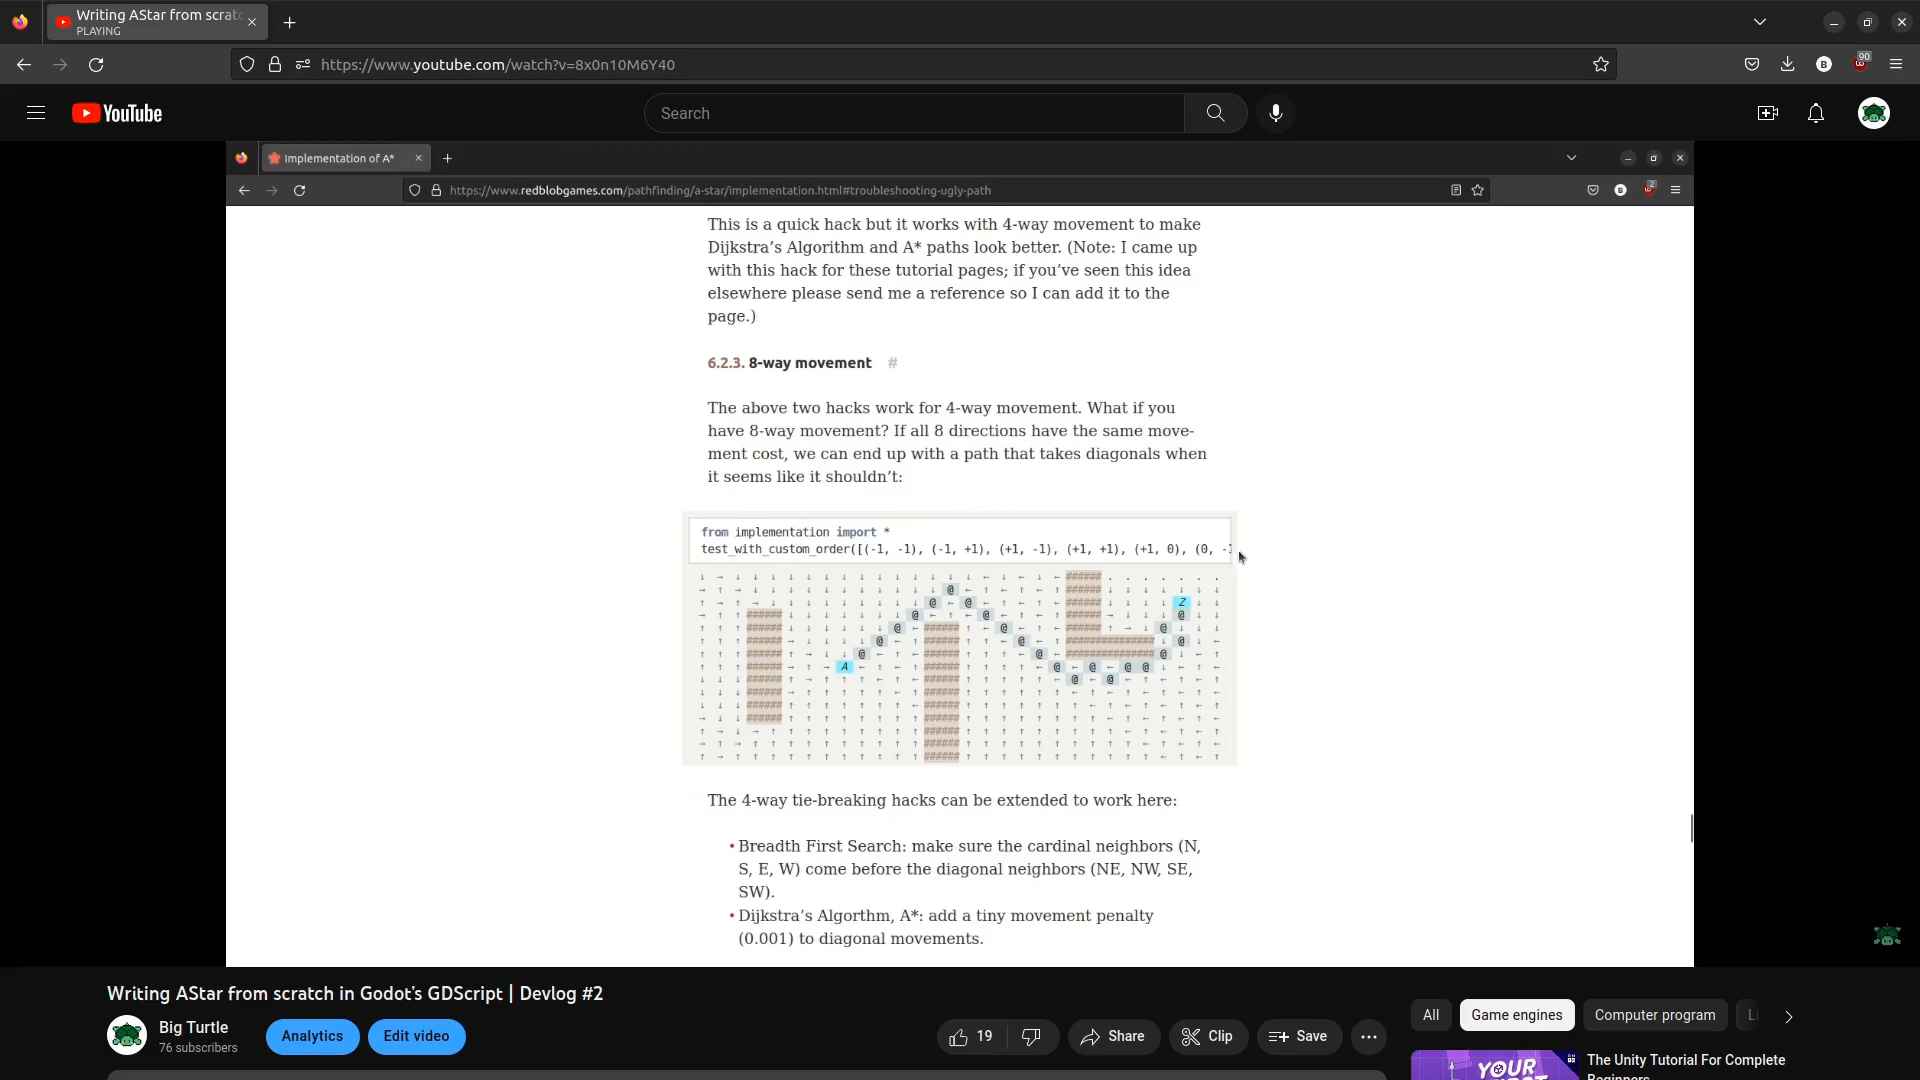 Writing AStar from scratc
PLAYING
https://www.youtube.com/watch?v=8x0n10M6Y40
90
YouTube
Search
Implementation of A*
https://www.redblobgames.com/pathfinding/a-star/implementation.html#troubleshooting-ugly-path
2
This is a quick hack but it works with 4-way movement to make
Dijkstra’s Algorithm and A* paths look better. (Note: I came up
with this hack for these tutorial pages; if you’ve seen this idea
elsewhere please send me a reference so I can add it to the
page.)
6.2.3. 8-way movement #
The above two hacks work for 4-way movement. What if you
have 8-way movement? If all 8 directions have the same move-
ment cost, we can end up with a path that takes diagonals when
it seems like it shouldn’t:
from implementation import *
test_with_custom_order([(-1, -1), (-1, +1), (+1, -1), (+1, +1), (+1, 0), (0, -1
A
Z
The 4-way tie-breaking hacks can be extended to work here:
• Breadth First Search: make sure the cardinal neighbors (N,
S, E, W) come before the diagonal neighbors (NE, NW, SE,
SW).
• Dijkstra’s Algorthm, A*: add a tiny movement penalty
(0.001) to diagonal movements.
Writing AStar from scratch in Godot's GDScript | Devlog #2
Big Turtle
76 subscribers
Analytics
Edit video
19
Share
Clip
Save
All
Game engines
Computer program
Li
The Unity Tutorial For Complete
Beginners
YOUR